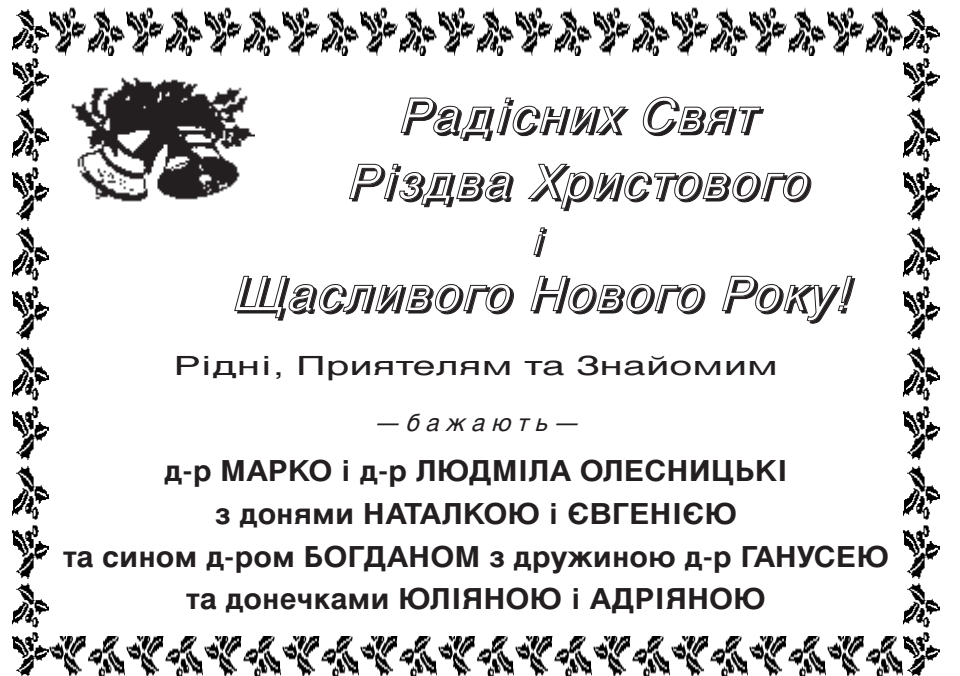 Радісних Свят
Різдва Христового
і
Щасливого Нового Року!
Рідні, Приятелям та Знайомим
— бажають —
д-р МАРКО і д-р ЛЮДМІЛА ОЛЕСНИЦЬКІ
з донями НАТАЛКОЮ і ЄВГЕНІЄЮ
та сином д-ром БОГДАНОМ з дружиною д-р ГАНУСЕЮ
та донечками ЮЛІЯНОЮ і АДРІЯНОЮ